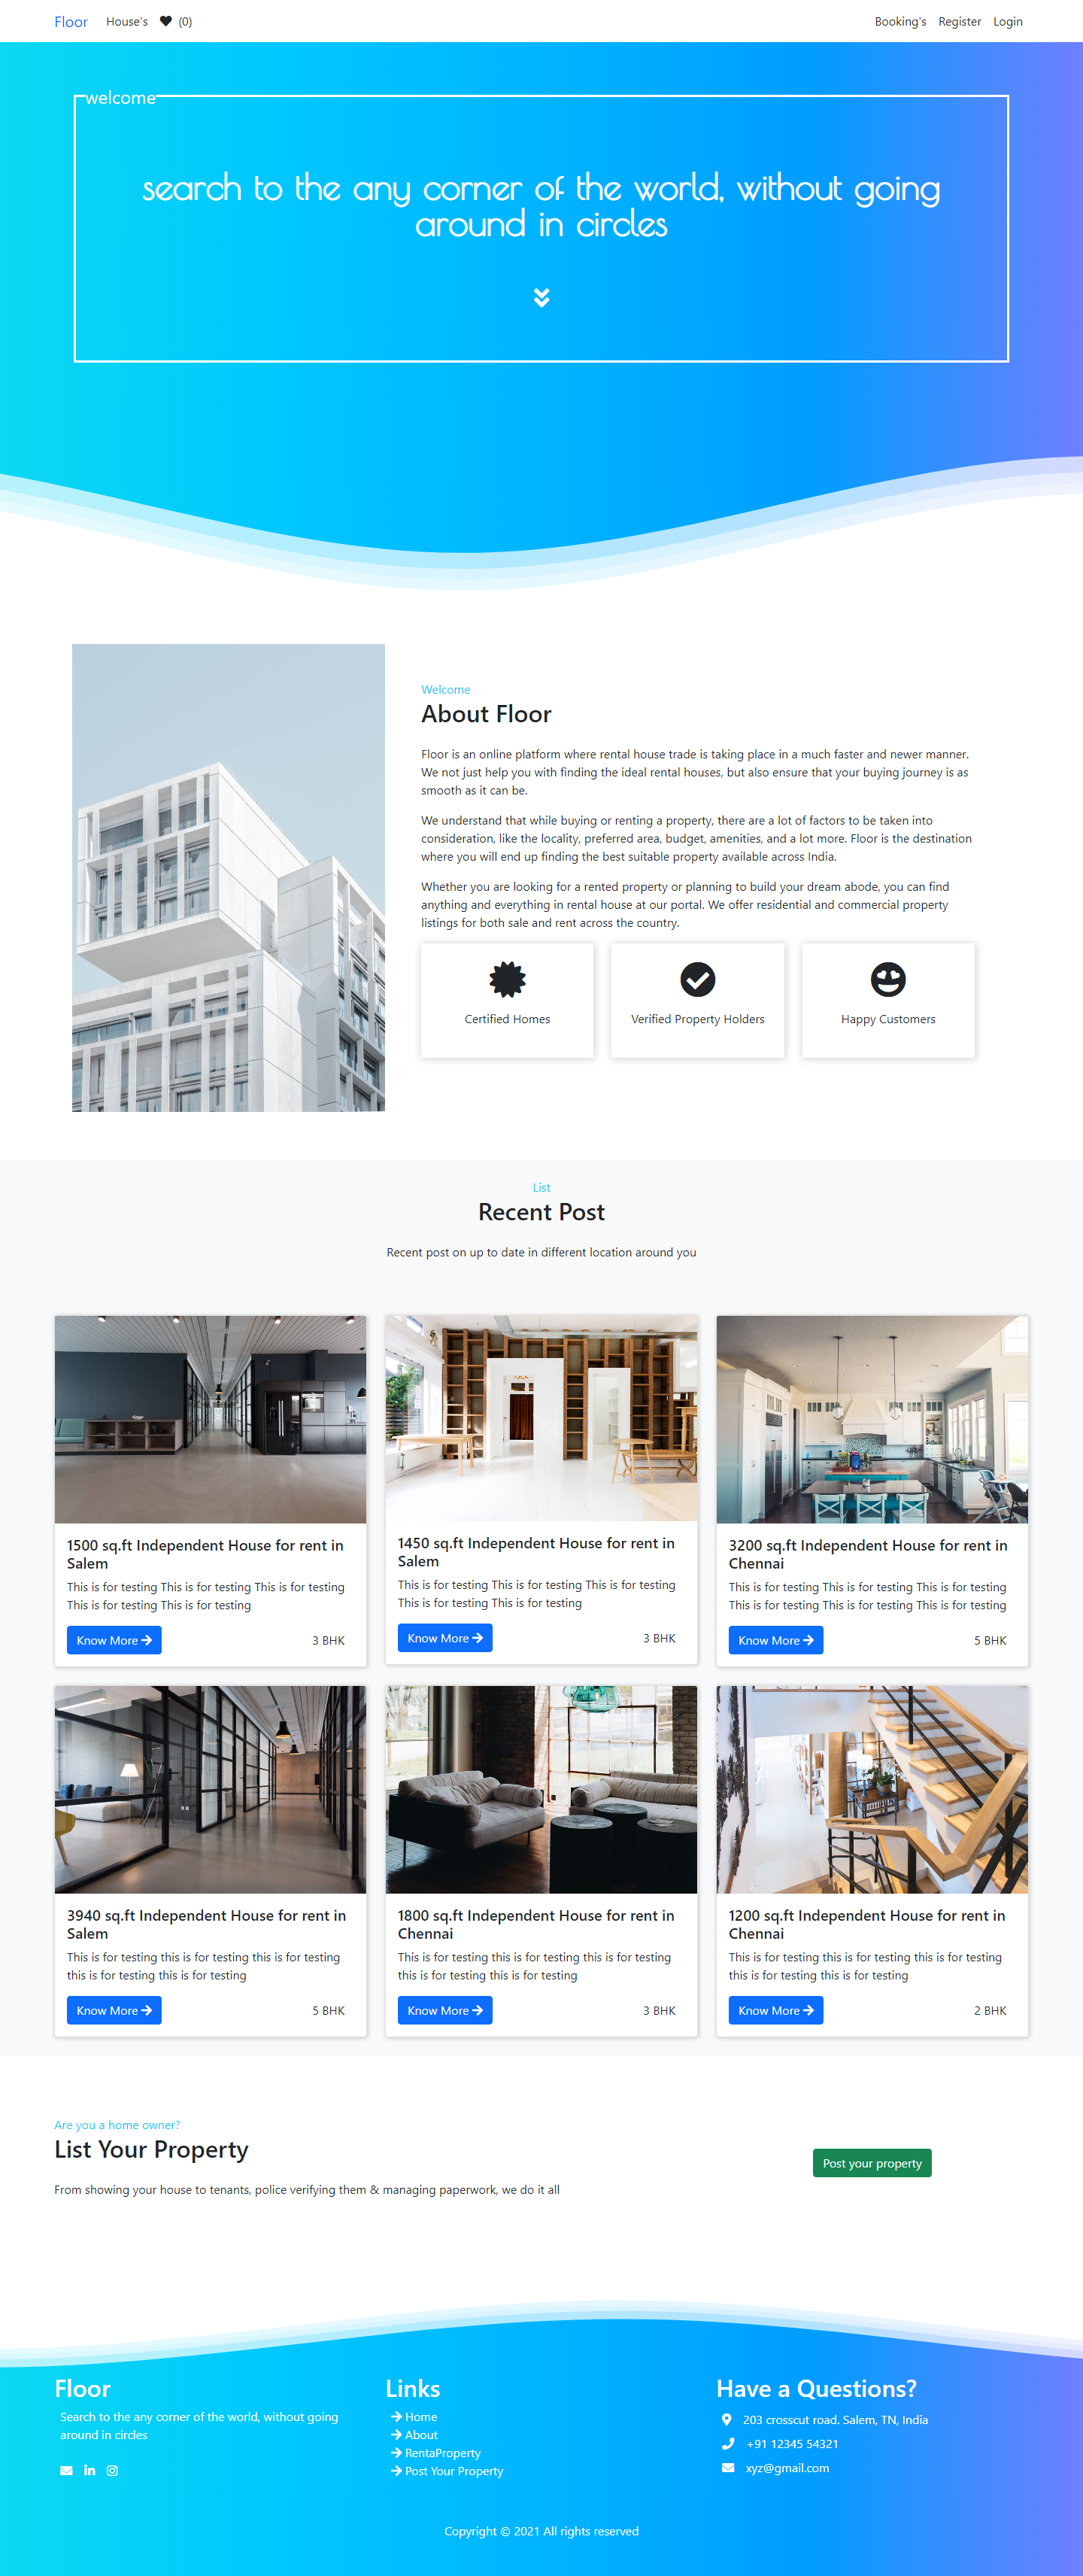 Floor House's (0) Booking's Register Login
welcome
search to the any corner of the world, without going
around in circles
Welcome
About Floor
Floor is an online platform where rental house trade is taking place in a much faster and newer manner.
We not just help you with finding the ideal rental houses, but also ensure that your buying journey is as
smooth as it can be.
We understand that while buying or renting a property, there are a lot of factors to be taken into
consideration, like the locality, preferred area, budget, amenities, and a lot more. Floor is the destination
where you will end up finding the best suitable property available across India.
Whether you are looking for a rented property or planning to build your dream abode, you can find
anything and everything in rental house at our portal. We offer residential and commercial property
listings for both sale and rent across the country.
Certified Homes
Verified Property Holders
Happy Customers
List
Recent Post
Recent post on up to date in different location around you
1500 sq.ft Independent House for rent in
Salem
This is for testing This is for testing This is for testing
This is for testing This is for testing
Know More 3 BHK
1450 sq.ft Independent House for rent in
Salem
This is for testing This is for testing This is for testing
This is for testing This is for testing
Know More 3 BHK
3200 sq.ft Independent House for rent in
Chennai
This is for testing This is for testing This is for testing
This is for testing This is for testing This is for testing
Know More 5 BHK
3940 sq.ft Independent House for rent in
Salem
This is for testing this is for testing this is for testing
this is for testing this is for testing
Know More 5 BHK
1800 sq.ft Independent House for rent in
Chennai
This is for testing this is for testing this is for testing
this is for testing this is for testing
Know More 3 BHK
1200 sq.ft Independent House for rent in
Chennai
This is for testing this is for testing this is for testing
this is for testing this is for testing
Know More 2 BHK
Are you a home owner?
List Your Property
From showing your house to tenants, police verifying them & managing paperwork, we do it all
Post your property
Floor
Search to the any corner of the world, without going
around in circles
Links
Home
About
RentaProperty
Post Your Property
Have a Questions?
203 crosscut road. Salem, TN, India
+91 12345 54321
xyz@gmail.com
Copyright © 2021 All rights reserved